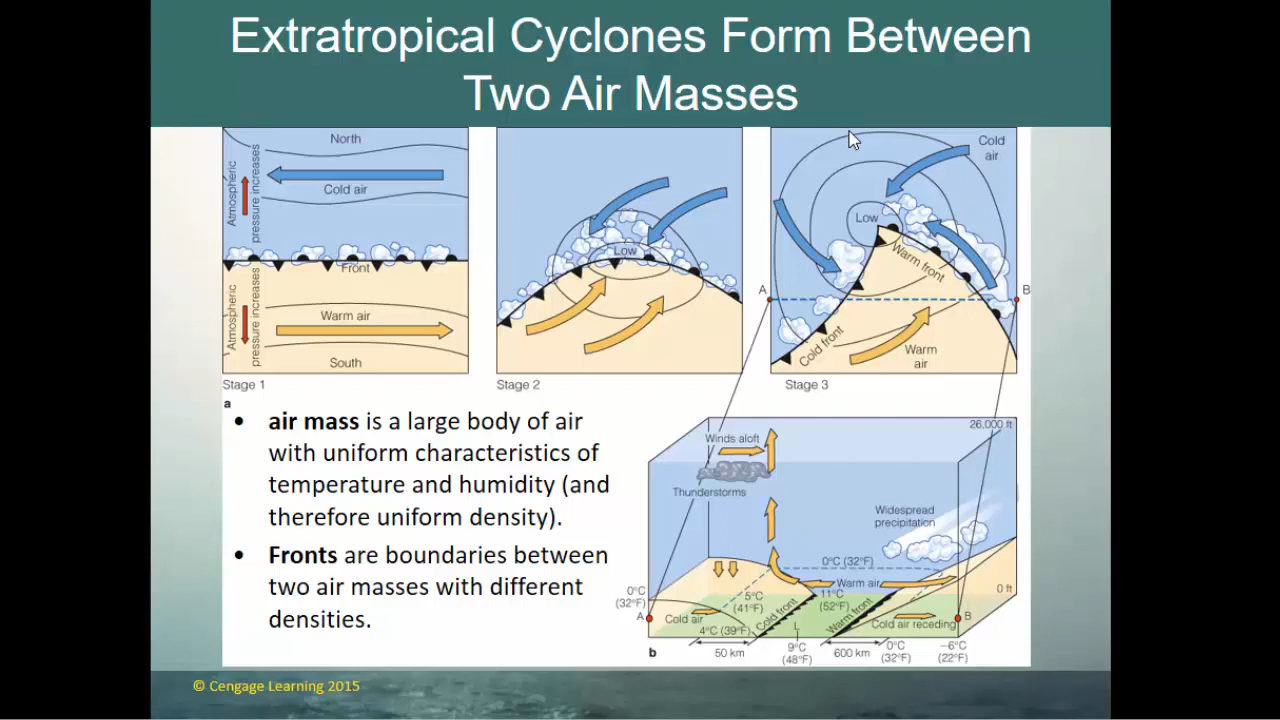 Extratropical Cyclones Form Between
Two Air Masses
North
Cold air
Atmospheric
pressure increases
Front
Atmospheric
pressure increases
Warm air
South
Stage 1
Low
Stage 2
Cold
air
Low
Warm front
A
B
Cold front
Warm
air
Stage 3
a
• air mass is a large body of air
with uniform characteristics of
temperature and humidity (and
therefore uniform density).
• Fronts are boundaries between
two air masses with different
densities.
26,000 ft
Winds aloft
Thunderstorms
Widespread
precipitation
0°C (32°F)
Warm air
0 ft
0°C
(32°F)
5°C
(41°F)
11°C
(52°F)
A
Cold air
4°C (39°F)
Cold front
L
Warm front
Cold air receding
B
b
50 km
9°C
(48°F)
600 km
0°C
(32°F)
−6°C
(22°F)
© Cengage Learning 2015